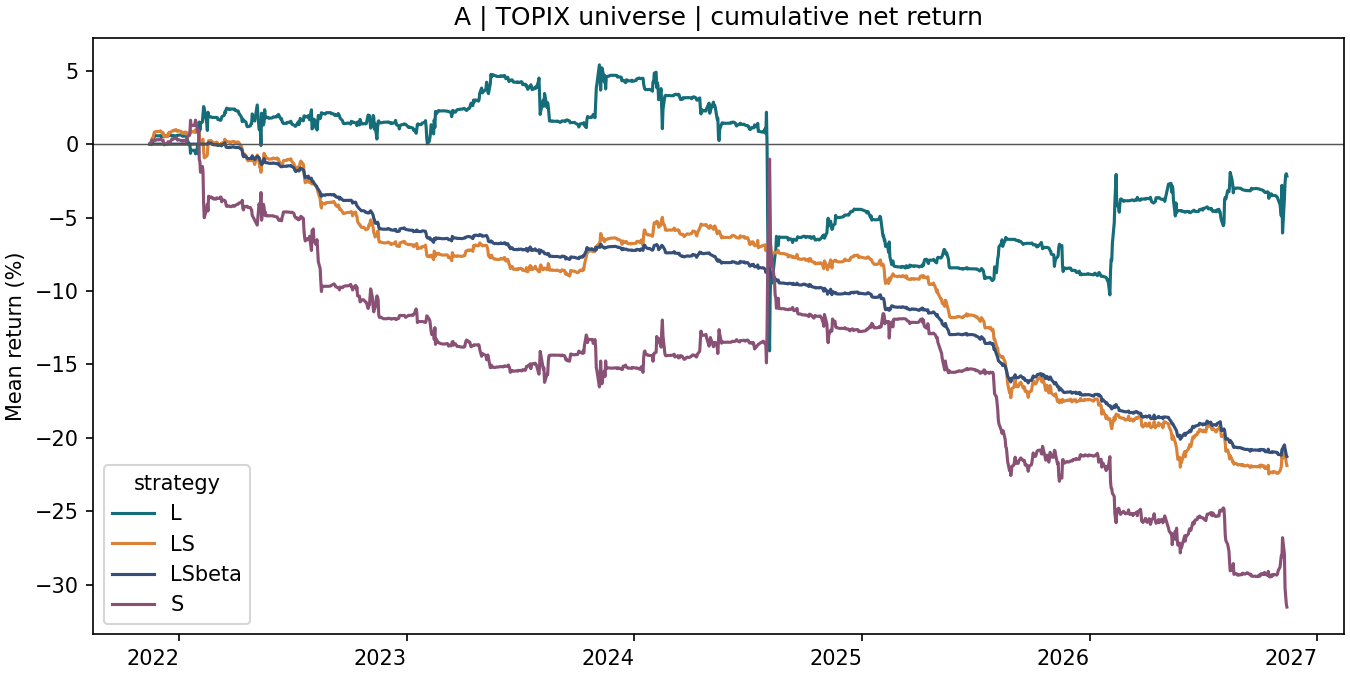 A | TOPIX universe | cumulative net return
Mean return (%)
5
0
−5
−10
−15
−20
−25
−30
strategy
L
LS
LSbeta
S
2022
2023
2024
2025
2026
2027